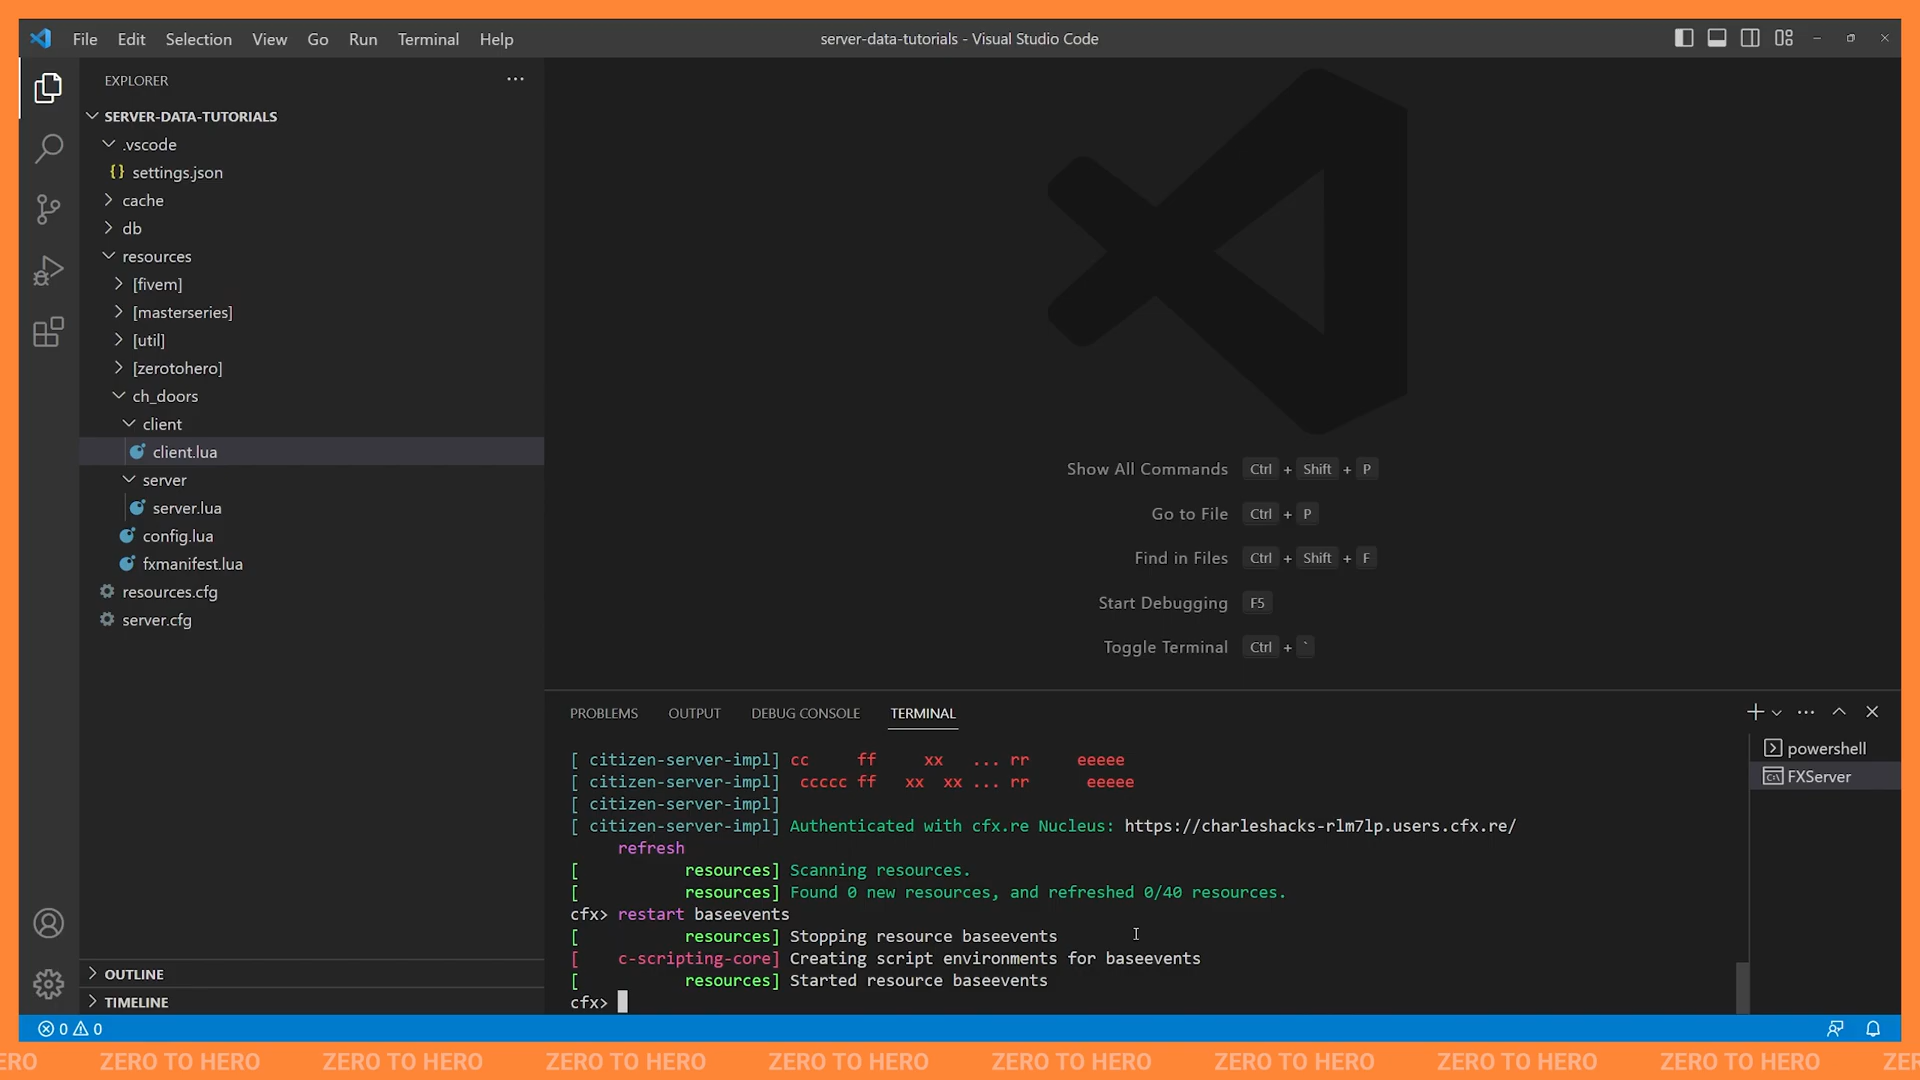 File Edit Selection View Go Run Terminal Help
server-data-tutorials - Visual Studio Code
EXPLORER
SERVER-DATA-TUTORIALS
.vscode
{} settings.json
cache
db
resources
[fivem]
[masterseries]
[util]
[zerotohero]
ch_doors
client
client.lua
server
server.lua
config.lua
fxmanifest.lua
resources.cfg
server.cfg
OUTLINE
TIMELINE
Show All Commands Ctrl + Shift + P
Go to File Ctrl + P
Find in Files Ctrl + Shift + F
Start Debugging F5
Toggle Terminal Ctrl + `
PROBLEMS OUTPUT DEBUG CONSOLE TERMINAL
powershell
FXServer
[ citizen-server-impl] cc ff xx ... rr eeeee
[ citizen-server-impl] ccccc ff xx xx ... rr eeeee
[ citizen-server-impl]
[ citizen-server-impl] Authenticated with cfx.re Nucleus: https://charleshacks-rlm7lp.users.cfx.re/
refresh
[ resources] Scanning resources.
[ resources] Found 0 new resources, and refreshed 0/40 resources.
cfx> restart baseevents
[ resources] Stopping resource baseevents
[ c-scripting-core] Creating script environments for baseevents
[ resources] Started resource baseevents
cfx>
0 0
ERO ZERO TO HERO ZERO TO HERO ZERO TO HERO ZERO TO HERO ZERO TO HERO ZERO TO HERO ZERO TO HERO ZERO TO HERO ZER